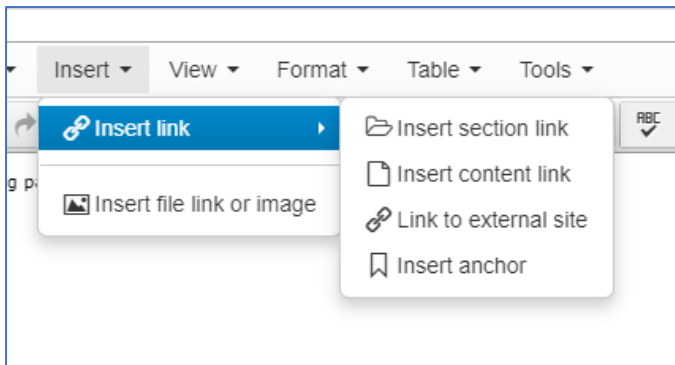 Insert View Format Table Tools
Insert link
Insert section link
ABC
Insert content link
g p
Insert file link or image
Link to external site
Insert anchor